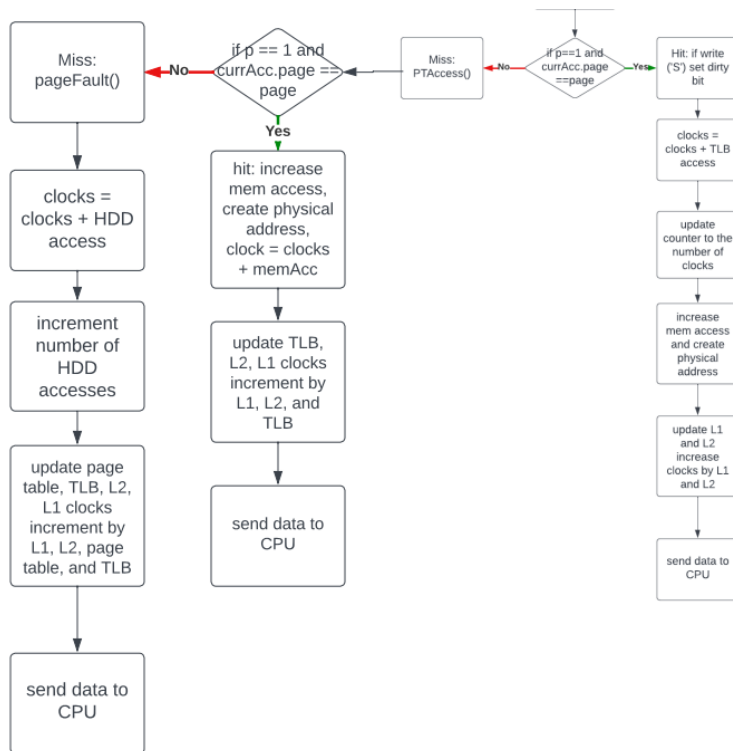 Miss:
pageFault()
No
if p == 1 and
currAcc.page ==
page
Yes
Miss:
PTAccess()
No
if p==1 and
currAcc.page
==page
Yes
Hit: if write
('S') set dirty
bit
clocks =
clocks + TLB
access
update
counter to the
number of
clocks
increase
mem access
and create
physical
address
update L1
and L2
increase
clocks by L1
and L2
send data to
CPU
hit: increase
mem access,
create physical
address,
clock = clocks
+ memAcc
update TLB,
L2, L1 clocks
increment by
L1, L2, and
TLB
send data to
CPU
clocks =
clocks + HDD
access
increment
number of
HDD
accesses
update page
table, TLB, L2,
L1 clocks
increment by
L1, L2, page
table, and TLB
send data to
CPU